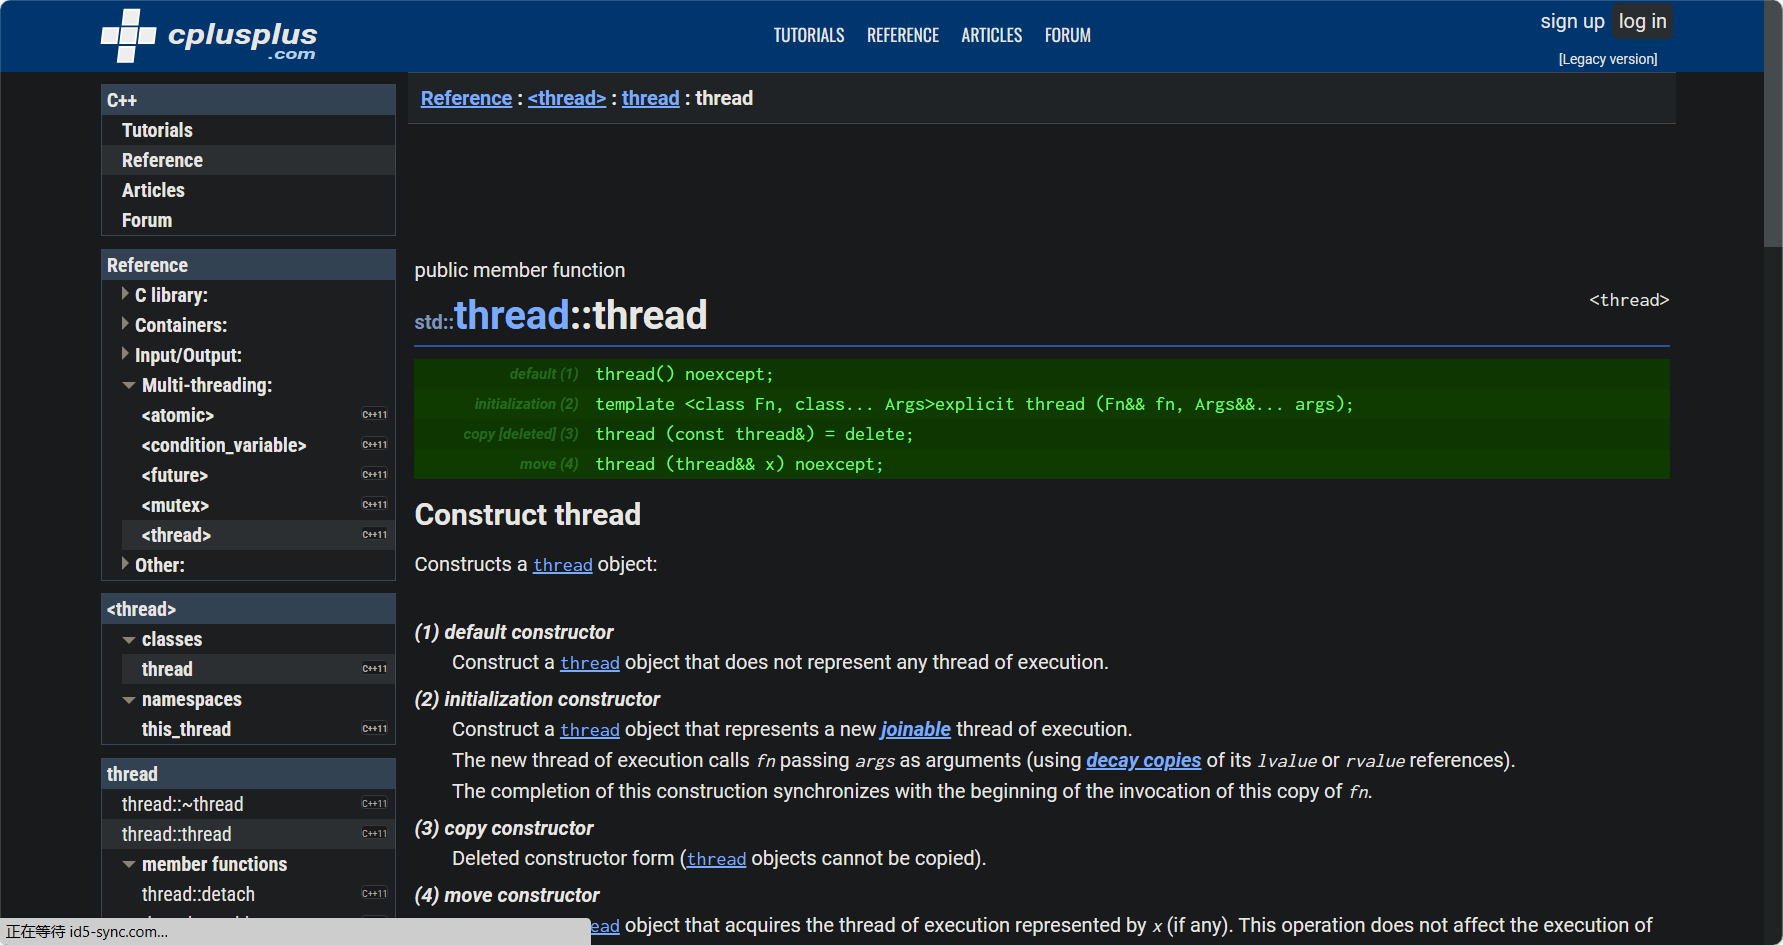 cplusplus
.com
TUTORIALS REFERENCE ARTICLES FORUM
sign up log in
[Legacy version]
C++
Tutorials
Reference
Articles
Forum
Reference
C library:
Containers:
Input/Output:
Multi-threading:
<atomic> C++11
<condition_variable> C++11
<future> C++11
<mutex> C++11
<thread> C++11
Other:
<thread>
classes
thread C++11
namespaces
this_thread C++11
thread
thread::~thread C++11
thread::thread C++11
member functions
thread::detach C++11
Reference : <thread> : thread : thread
public member function
std::thread::thread
<thread>
default (1) thread() noexcept;
initialization (2) template <class Fn, class... Args>explicit thread (Fn&& fn, Args&&... args);
copy [deleted] (3) thread (const thread&) = delete;
move (4) thread (thread&& x) noexcept;
Construct thread
Constructs a thread object:
(1) default constructor
Construct a thread object that does not represent any thread of execution.
(2) initialization constructor
Construct a thread object that represents a new joinable thread of execution.
The new thread of execution calls fn passing args as arguments (using decay copies of its lvalue or rvalue references).
The completion of this construction synchronizes with the beginning of the invocation of this copy of fn.
(3) copy constructor
Deleted constructor form (thread objects cannot be copied).
(4) move constructor
ead object that acquires the thread of execution represented by x (if any). This operation does not affect the execution of
正在等待 id5-sync.com...